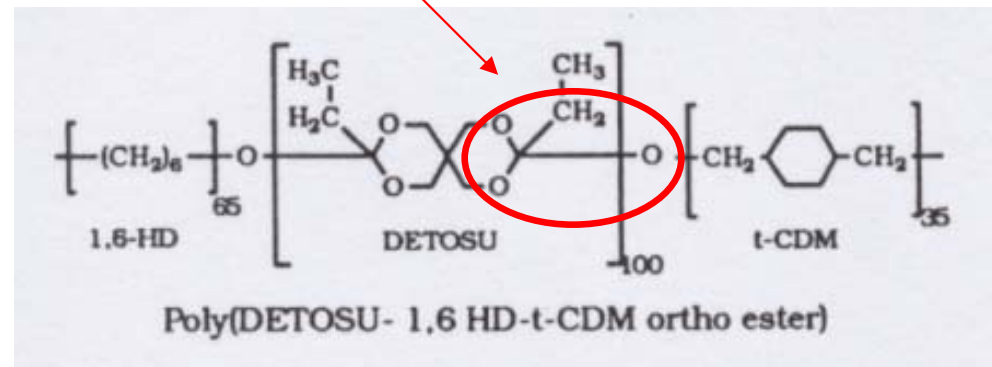 H₃C CH₃
H₂C CH₂
O O
(CH₂)₆ O O CH₂ CH₂
O O
65 35
1,6-HD DETOSU t-CDM
100
Poly(DETOSU- 1,6 HD-t-CDM ortho ester)